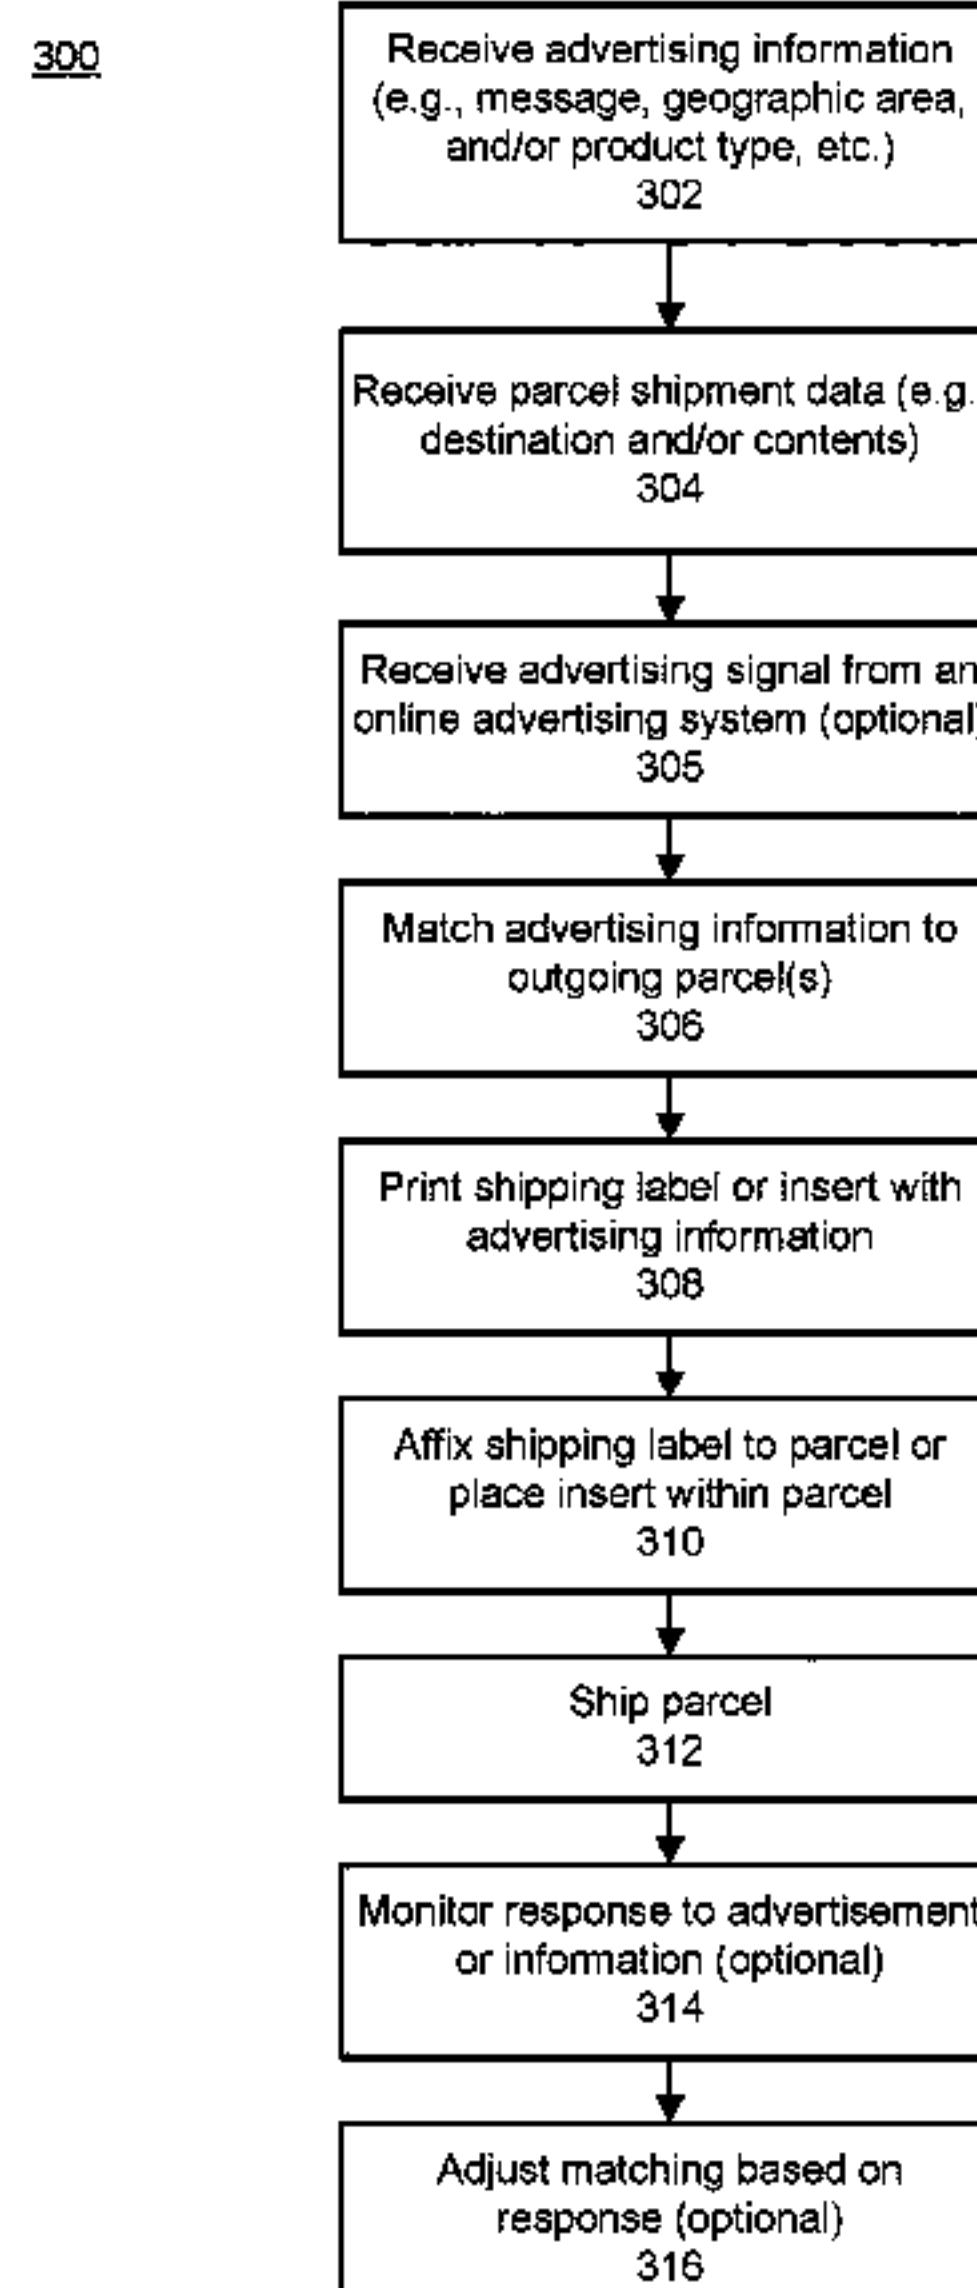 300
Receive advertising information
(e.g., message, geographic area,
and/or product type, etc.)
302
Receive parcel shipment data (e.g.
destination and/or contents)
304
Receive advertising signal from an
online advertising system (optional)
305
Match advertising information to
outgoing parcel(s)
306
Print shipping label or insert with
advertising information
308
Affix shipping label to parcel or
place insert within parcel
310
Ship parcel
312
Monitor response to advertisement
or information (optional)
314
Adjust matching based on
response (optional)
316